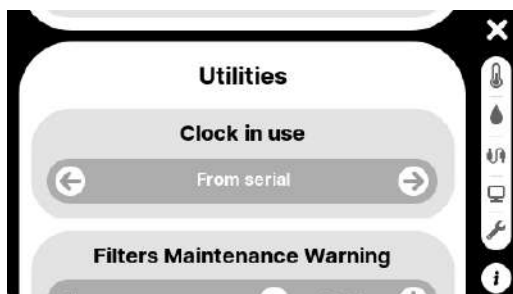 Utilities
Clock in use
From serial
Filters Maintenance Warning
i